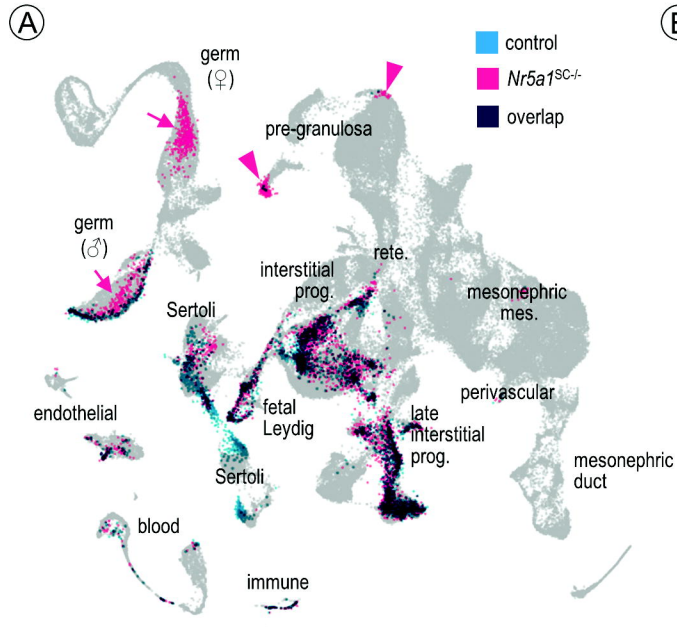 A
germ
(♀)
control
Nr5a1SC-/-
overlap
pre-granulosa
germ
(♂)
rete.
interstitial
prog.
Sertoli
mesonephric
mes.
perivascular
endothelial
fetal
Leydig
late
interstitial
prog.
Sertoli
mesonephric
duct
blood
immune